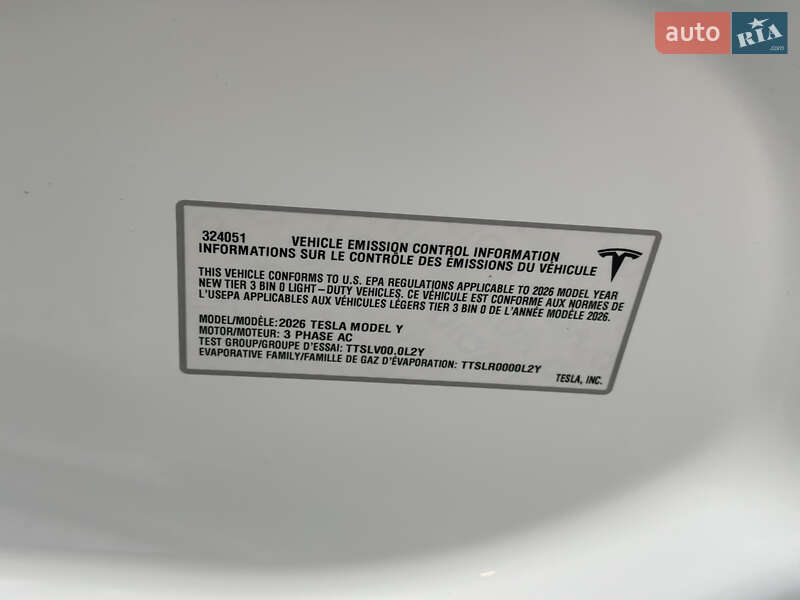 auto RIA .com
324051 VEHICLE EMISSION CONTROL INFORMATION
INFORMATIONS SUR LE CONTRÔLE DES ÉMISSIONS DU VÉHICULE
THIS VEHICLE CONFORMS TO U.S. EPA REGULATIONS APPLICABLE TO 2026 MODEL YEAR
NEW TIER 3 BIN 0 LIGHT–DUTY VEHICLES. CE VÉHICULE EST CONFORME AUX NORMES DE
L'USEPA APPLICABLES AUX VÉHICULES LÉGERS TIER 3 BIN 0 DE L'ANNÉE MODÈLE 2026.
MODEL/MODÈLE: 2026 TESLA MODEL Y
MOTOR/MOTEUR: 3 PHASE AC
TEST GROUP/GROUPE D'ESSAI: TTSLV00.0L2Y
EVAPORATIVE FAMILY/FAMILLE DE GAZ D'ÉVAPORATION: TTSLR0000L2Y
TESLA, INC.